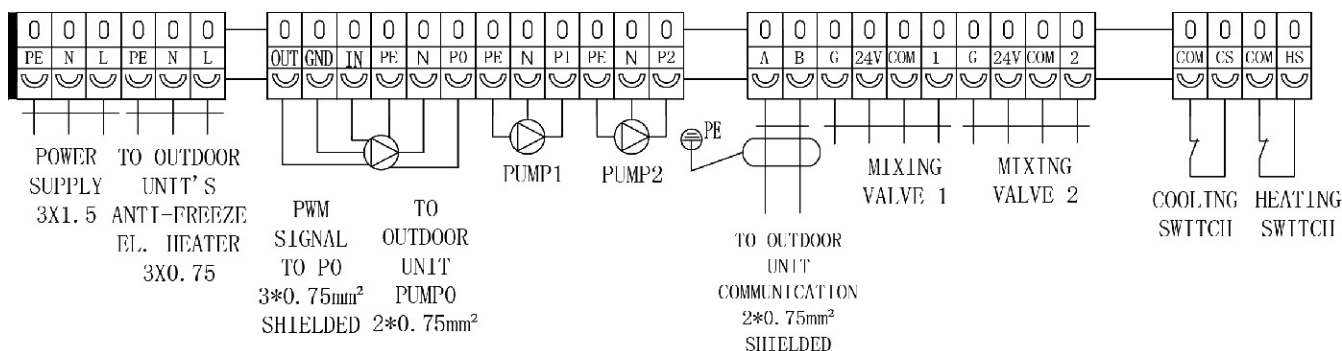 0 0 0 0 0 0 0 0 0 0 0 0 0 0 0 0 0 0 0 0 0 0 0 0 0 0 0 0 0 0 0
PE N L PE N L OUT GND IN PE N P0 PE N P1 PE N P2 A B G 24V COM 1 G 24V COM 2 COM CS COM HS
POWER
SUPPLY
3X1.5
TO OUTDOOR
UNIT'S
ANTI-FREEZE
EL. HEATER
3X0.75
PWM
SIGNAL
TO P0
3*0.75mm²
SHIELDED
TO
OUTDOOR
UNIT
PUMP0
2*0.75mm²
PUMP1
PUMP2
PE
TO OUTDOOR
UNIT
COMMUNICATION
2*0.75mm²
SHIELDED
MIXING
VALVE 1
MIXING
VALVE 2
COOLING
SWITCH
HEATING
SWITCH